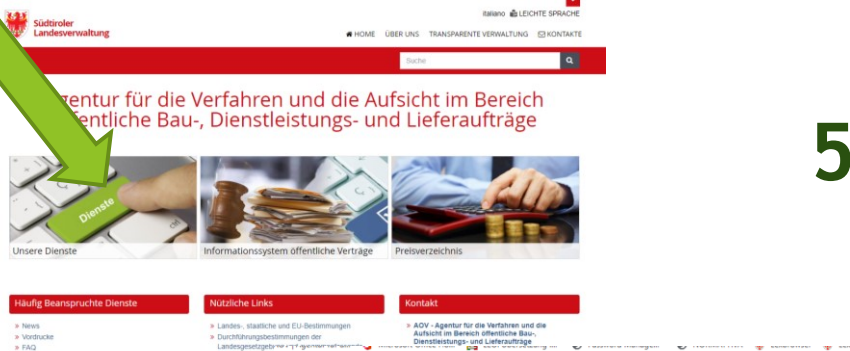 italiano LEICHTE SPRACHE
Südtiroler
Landesverwaltung
HOME ÜBER UNS TRANSPARENTE VERWALTUNG KONTAKTE
Suche
gentur für die Verfahren und die Aufsicht im Bereich
entliche Bau-, Dienstleistungs- und Lieferaufträge
5
Dienste
Ctrl
Unsere Dienste
Informationssystem öffentliche Verträge
Preisverzeichnis
Häufig Beanspruchte Dienste
Nützliche Links
Kontakt
» News
» Vordrucke
» FAQ
» Landes-, staatliche und EU-Bestimmungen
» Durchführungsbestimmungen der
» AOV - Agentur für die Verfahren und die
Aufsicht im Bereich öffentliche Bau-,
Dienstleistungs- und Lieferaufträge